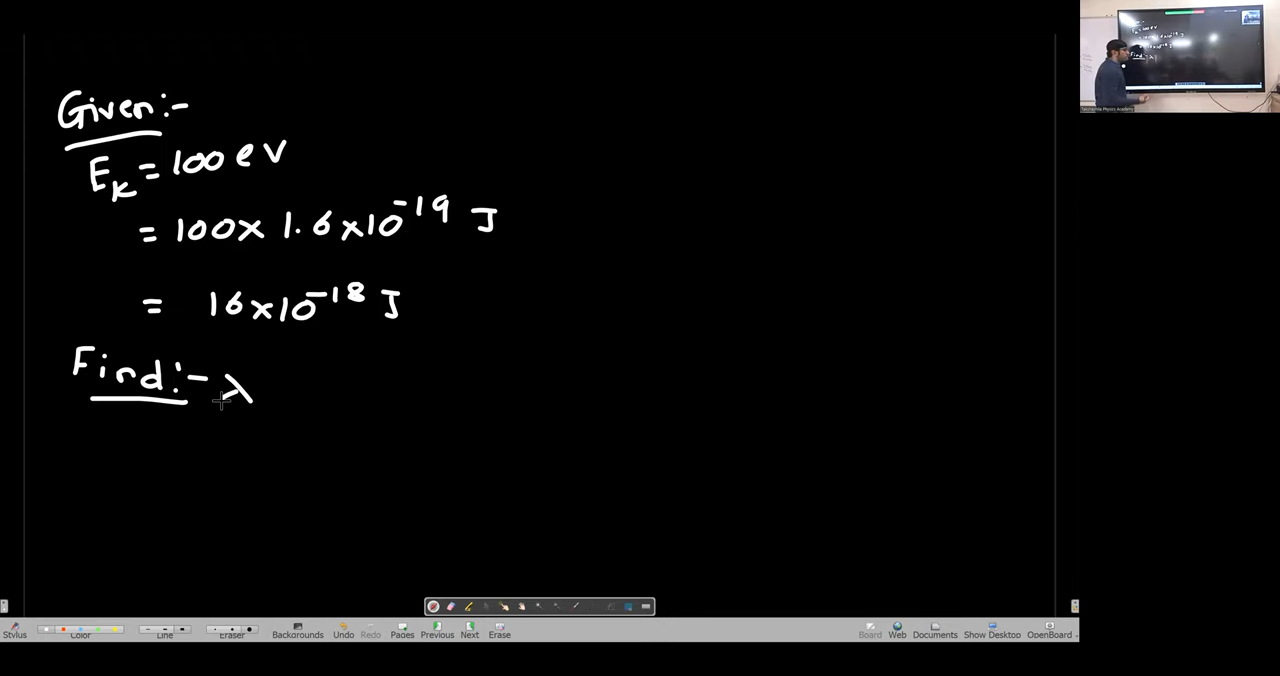 Given:-
E_k = 100 eV
= 100 x 1.6 x 10^-19 J
= 16 x 10^-18 J
Find:- λ
Stylus Color Line Eraser Backgrounds Undo Redo Pages Previous Next Erase Board Web Documents Show Desktop OpenBoard